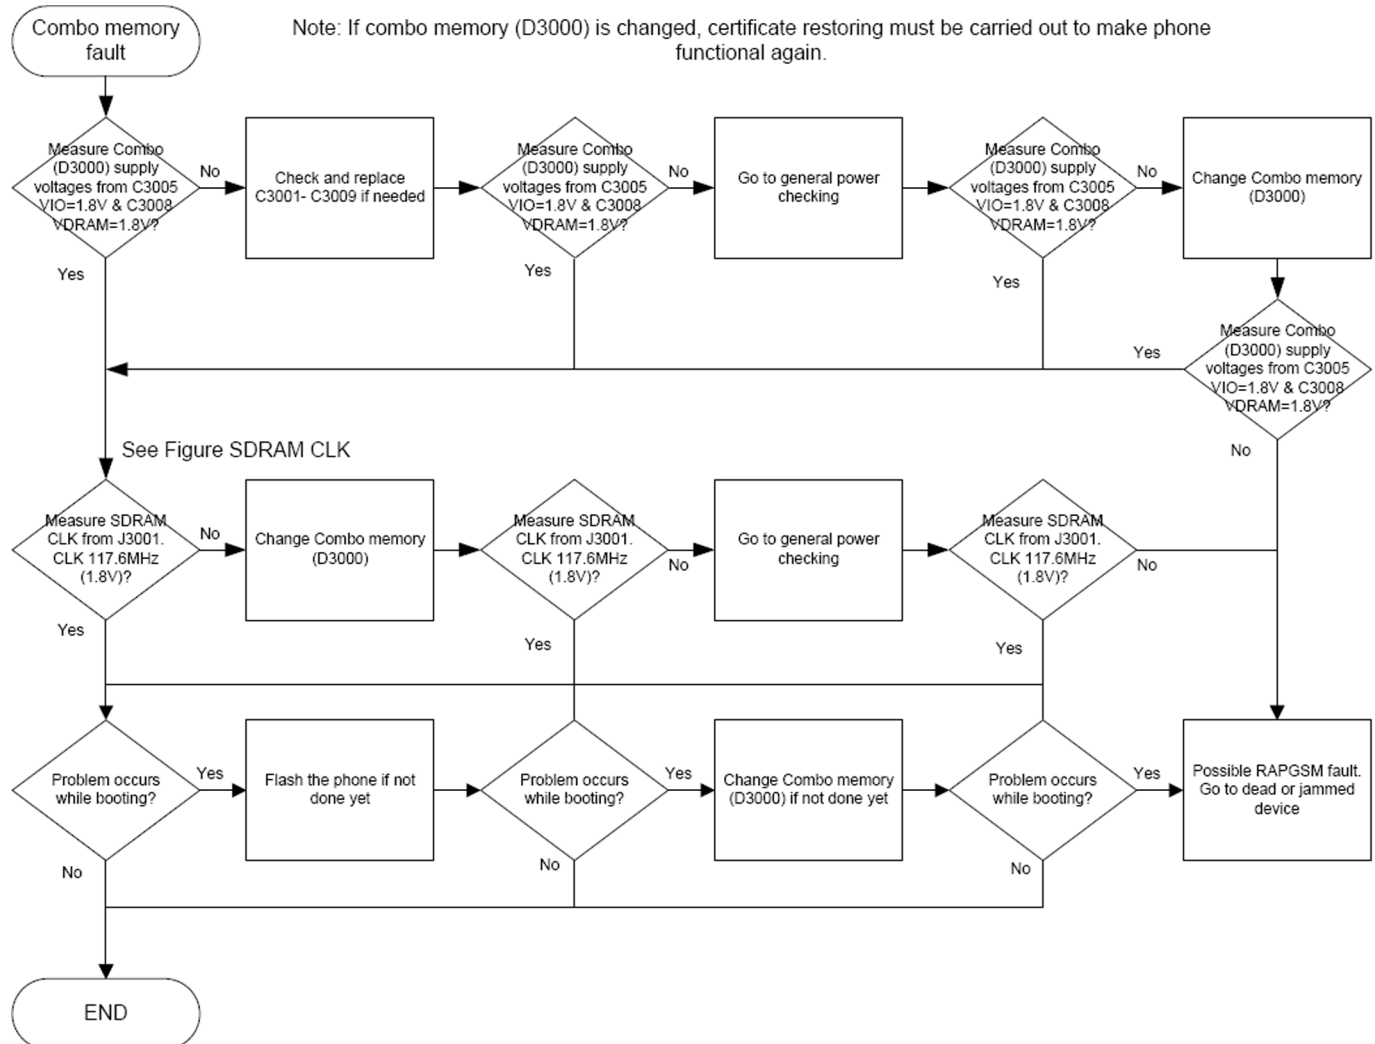 Combo memory
fault
Note: If combo memory (D3000) is changed, certificate restoring must be carried out to make phone
functional again.
Measure Combo
(D3000) supply
voltages from C3005
VIO=1.8V & C3008
VDRAM=1.8V?
No
Yes
Check and replace
C3001- C3009 if needed
Measure Combo
(D3000) supply
voltages from C3005
VIO=1.8V & C3008
VDRAM=1.8V?
No
Yes
Go to general power
checking
Measure Combo
(D3000) supply
voltages from C3005
VIO=1.8V & C3008
VDRAM=1.8V?
No
Yes
Change Combo memory
(D3000)
Measure Combo
(D3000) supply
voltages from C3005
VIO=1.8V & C3008
VDRAM=1.8V?
Yes
No
See Figure SDRAM CLK
Measure SDRAM
CLK from J3001.
CLK 117.6MHz
(1.8V)?
No
Yes
Change Combo memory
(D3000)
Measure SDRAM
CLK from J3001.
CLK 117.6MHz
(1.8V)?
No
Yes
Go to general power
checking
Measure SDRAM
CLK from J3001.
CLK 117.6MHz
(1.8V)?
No
Yes
Problem occurs
while booting?
Yes
No
Flash the phone if not
done yet
Problem occurs
while booting?
Yes
No
Change Combo memory
(D3000) if not done yet
Problem occurs
while booting?
Yes
No
Possible RAPGSM fault.
Go to dead or jammed
device
END